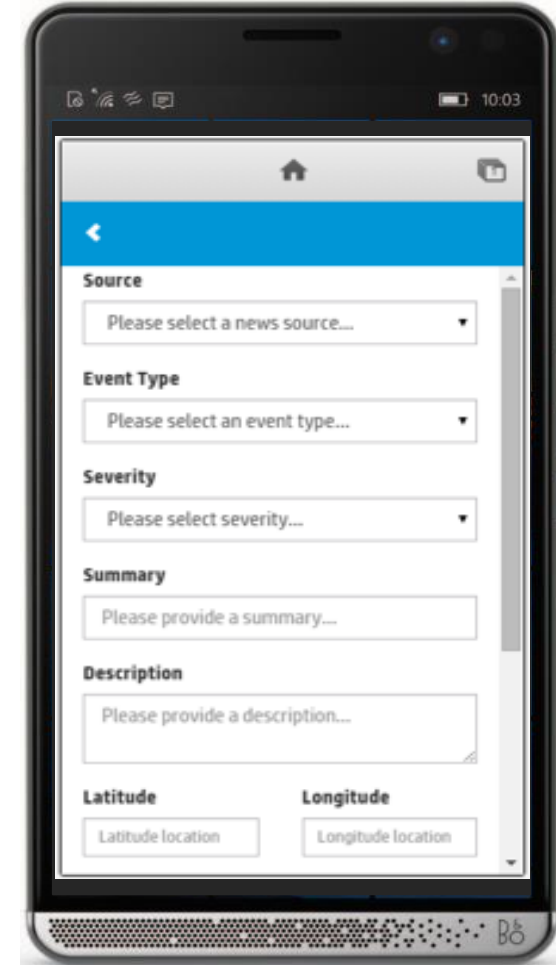 10:03
Source
Please select a news source....
Event Type
Please select an event type...
Severity
Please select severity....
Summary
Please provide a summary....
Description
Please provide a description...
Latitude Longitude
Latitude location Longitude location
B&O